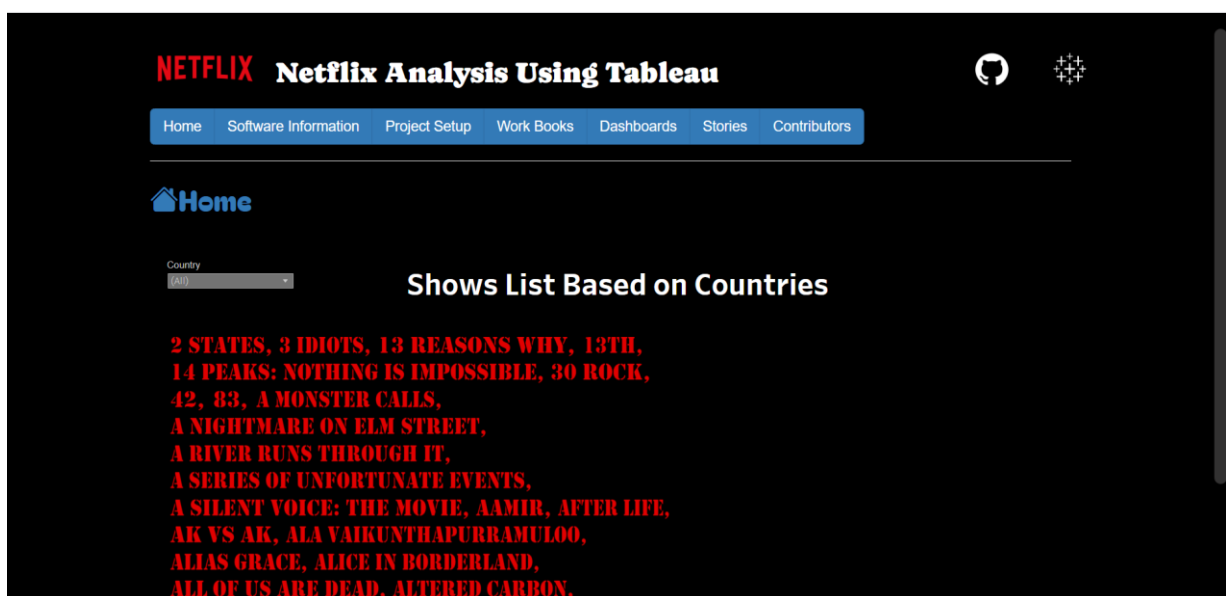 NETFLIX Netflix Analysis Using Tableau
Home Software Information Project Setup Work Books Dashboards Stories Contributors
Home
Country
(All)
Shows List Based on Countries
2 STATES, 3 IDIOTS, 13 REASONS WHY, 13TH,
14 PEAKS: NOTHING IS IMPOSSIBLE, 30 ROCK,
42, 83, A MONSTER CALLS,
A NIGHTMARE ON ELM STREET,
A RIVER RUNS THROUGH IT,
A SERIES OF UNFORTUNATE EVENTS,
A SILENT VOICE: THE MOVIE, AAMIR, AFTER LIFE,
AK VS AK, ALA VAIKUNTHAPURRAMULOO,
ALIAS GRACE, ALICE IN BORDERLAND,
ALL OF US ARE DEAD, ALTERED CARBON,